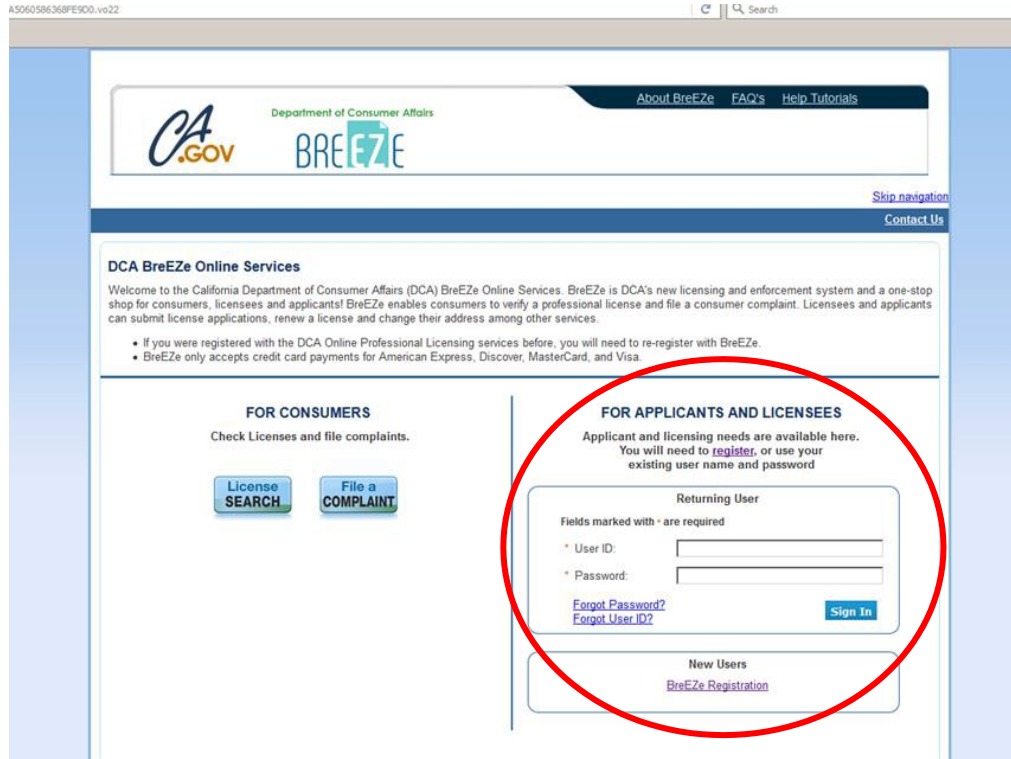 A5060586368FE9D0.vo22
Search
About BreEZe FAQ's Help Tutorials
CA
.GOV
Department of Consumer Affairs
BREEZE
Skip navigation
Contact Us
DCA BreEZe Online Services
Welcome to the California Department of Consumer Affairs (DCA) BreEZe Online Services. BreEZe is DCA's new licensing and enforcement system and a one-stop
shop for consumers, licensees and applicants! BreEZe enables consumers to verify a professional license and file a consumer complaint. Licensees and applicants
can submit license applications, renew a license and change their address among other services.
• If you were registered with the DCA Online Professional Licensing services before, you will need to re-register with BreEZe.
• BreEZe only accepts credit card payments for American Express, Discover, MasterCard, and Visa.
FOR CONSUMERS
Check Licenses and file complaints.
License
SEARCH
File a
COMPLAINT
FOR APPLICANTS AND LICENSEES
Applicant and licensing needs are available here.
You will need to register, or use your
existing user name and password
Returning User
Fields marked with * are required
* User ID:
* Password:
Forgot Password?
Forgot User ID?
Sign In
New Users
BreEZe Registration